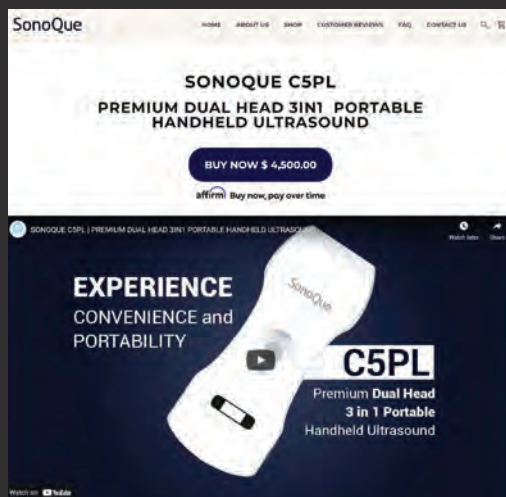 SonoQue
HOME ABOUT US SHOP CUSTOMER REVIEWS FAQ CONTACT US
SONOQUE C5PL
PREMIUM DUAL HEAD 3IN1 PORTABLE
HANDHELD ULTRASOUND
BUY NOW $ 4,500.00
affirm Buy now, pay over time
SONOQUE C5PL | PREMIUM DUAL HEAD 3IN1 PORTABLE HANDHELD ULTRASOUN
Watch later Share
EXPERIENCE
CONVENIENCE and
PORTABILITY
SonoQue
C5PL
Premium Dual Head
3 in 1 Portable
Handheld Ultrasound
Watch on YouTube